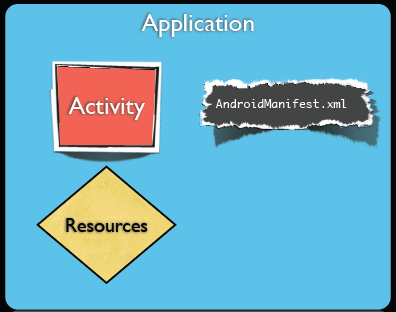 Application
Activity
AndroidManifest.xml
Resources